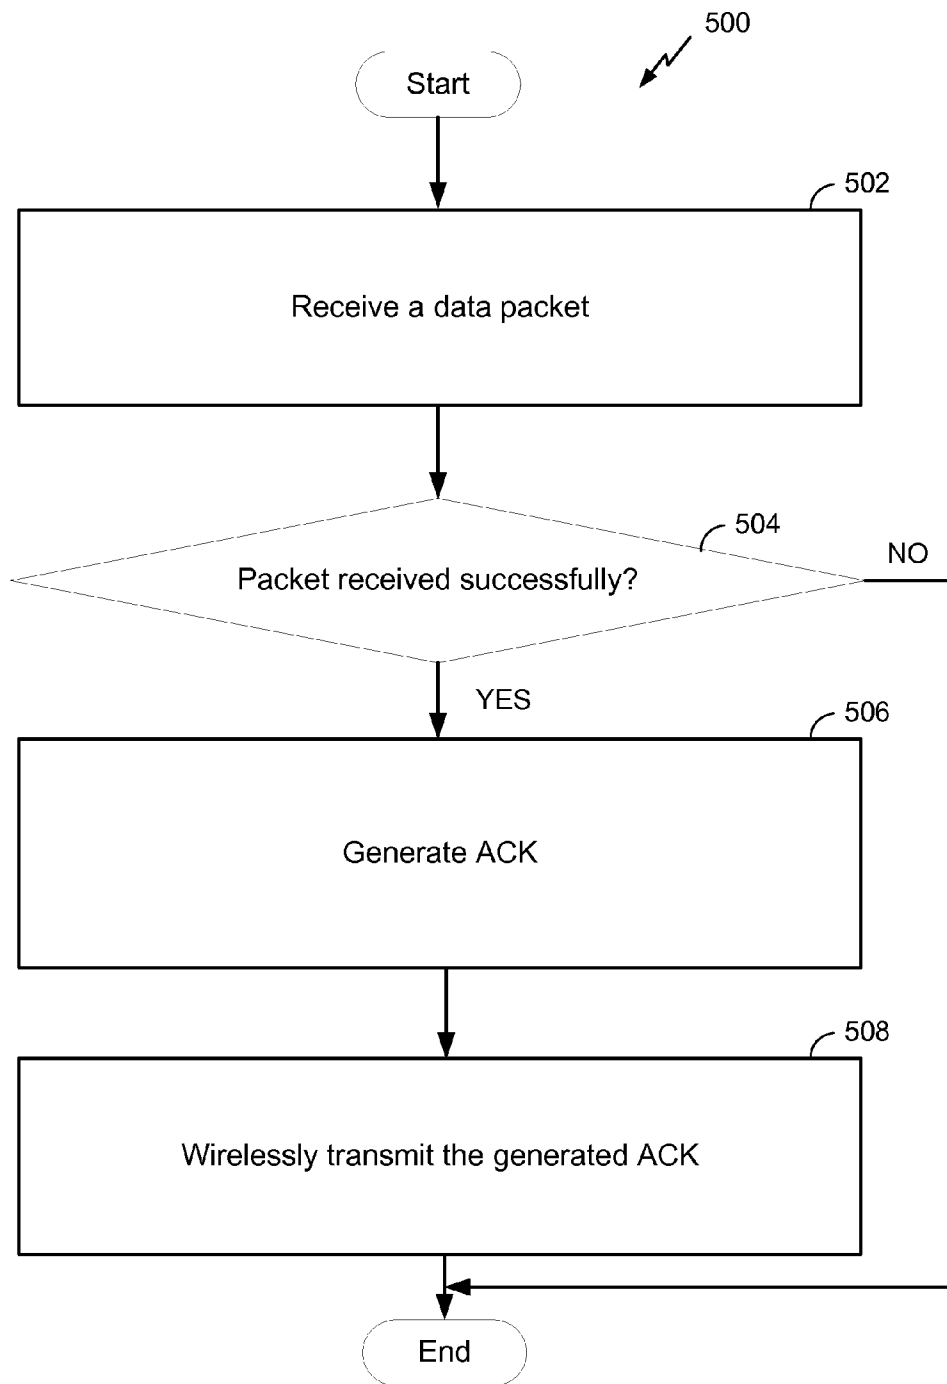 500
Start
502
Receive a data packet
504
NO
Packet received successfully?
YES
506
Generate ACK
508
Wirelessly transmit the generated ACK
End